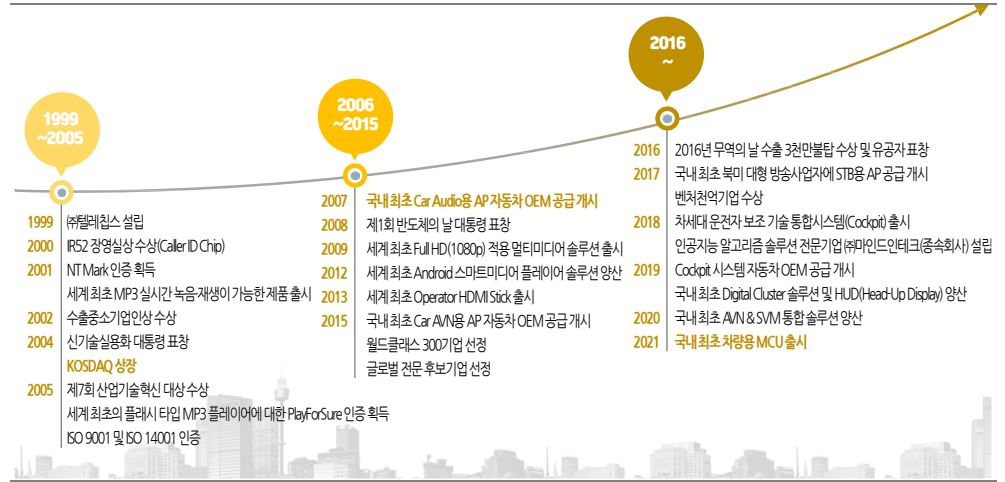 1999
~2005
1999 ㈜텔레칩스 설립
2000 IR52 장영실상 수상(Caller ID Chip)
2001 NT Mark 인증 획득
세계 최초 MP3 실시간 녹음·재생이 가능한 제품 출시
2002 수출중소기업인상 수상
2004 신기술실용화 대통령 표창
KOSDAQ 상장
2005 제7회 산업기술혁신 대상 수상
세계 최초의 플래시 타입 MP3 플레이어에 대한 PlayForSure 인증 획득
ISO 9001 및 ISO 14001 인증
2006
~2015
2007 국내 최초 Car Audio용 AP 자동차 OEM 공급 개시
2008 제1회 반도체의 날 대통령 표창
2009 세계 최초 Full HD(1080p) 적용 멀티미디어 솔루션 출시
2012 세계 최초 Android 스마트미디어 플레이어 솔루션 양산
2013 세계 최초 Operator HDMI Stick 출시
2015 국내 최초 Car AVN용 AP 자동차 OEM 공급 개시
월드클래스 300기업 선정
글로벌 전문 후보기업 선정
2016
~
2016 2016년 무역의 날 수출 3천만불탑 수상 및 유공자 표창
2017 국내 최초 북미 대형 방송사업자에 STB용 AP 공급 개시
벤처천억기업 수상
2018 차세대 운전자 보조 기술 통합시스템(Cockpit) 출시
인공지능 알고리즘 솔루션 전문기업 ㈜마인드인테크(종속회사) 설립
2019 Cockpit 시스템 자동차 OEM 공급 개시
국내 최초 Digital Cluster 솔루션 및 HUD(Head-Up Display) 양산
2020 국내 최초 AVN & SVM 통합 솔루션 양산
2021 국내 최초 차량용 MCU 출시